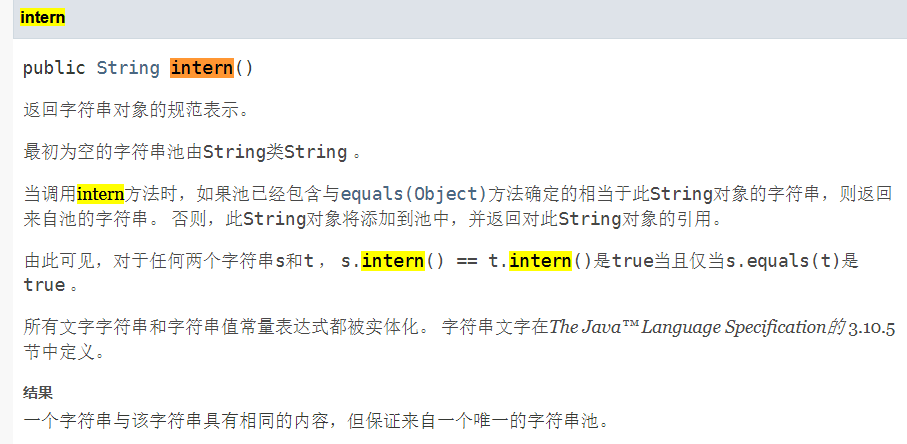 intern
public String intern()
返回字符串对象的规范表示。
最初为空的字符串池由String类String 。
当调用intern方法时，如果池已经包含与equals(Object)方法确定的相当于此String对象的字符串，则返回
来自池的字符串。 否则，此String对象将添加到池中，并返回对此String对象的引用。
由此可见，对于任何两个字符串s和t ， s.intern() == t.intern()是true当且仅当s.equals(t)是
true 。
所有文字字符串和字符串值常量表达式都被实体化。 字符串文字在The Java™ Language Specification的 3.10.5
节中定义。
结果
一个字符串与该字符串具有相同的内容，但保证来自一个唯一的字符串池。